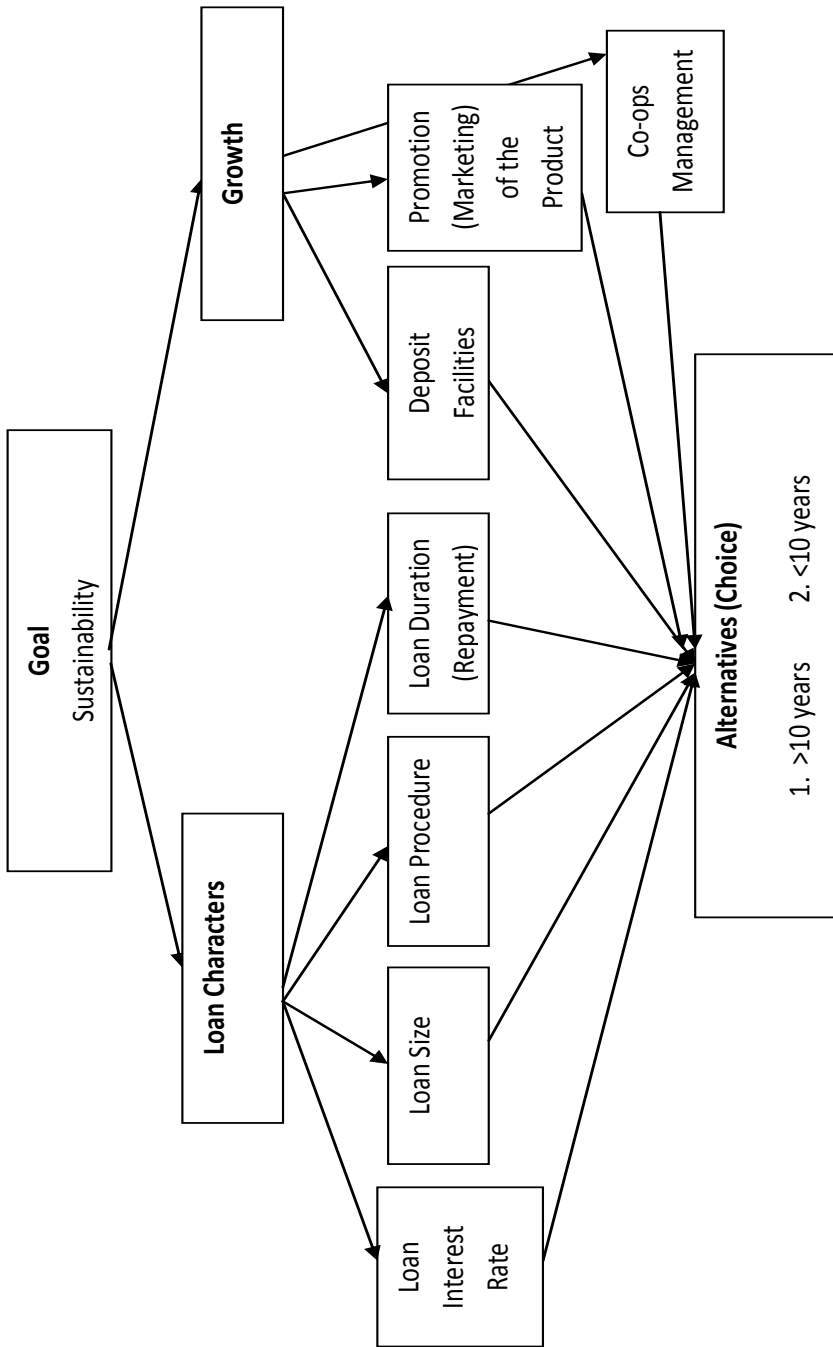 Goal
Sustainability
Loan Characters
Growth
Loan
Interest
Rate
Loan Size
Loan Procedure
Loan Duration
(Repayment)
Deposit
Facilities
Promotion
(Marketing)
of the
Product
Co-ops
Management
Alternatives (Choice)
1. >10 years 2. <10 years